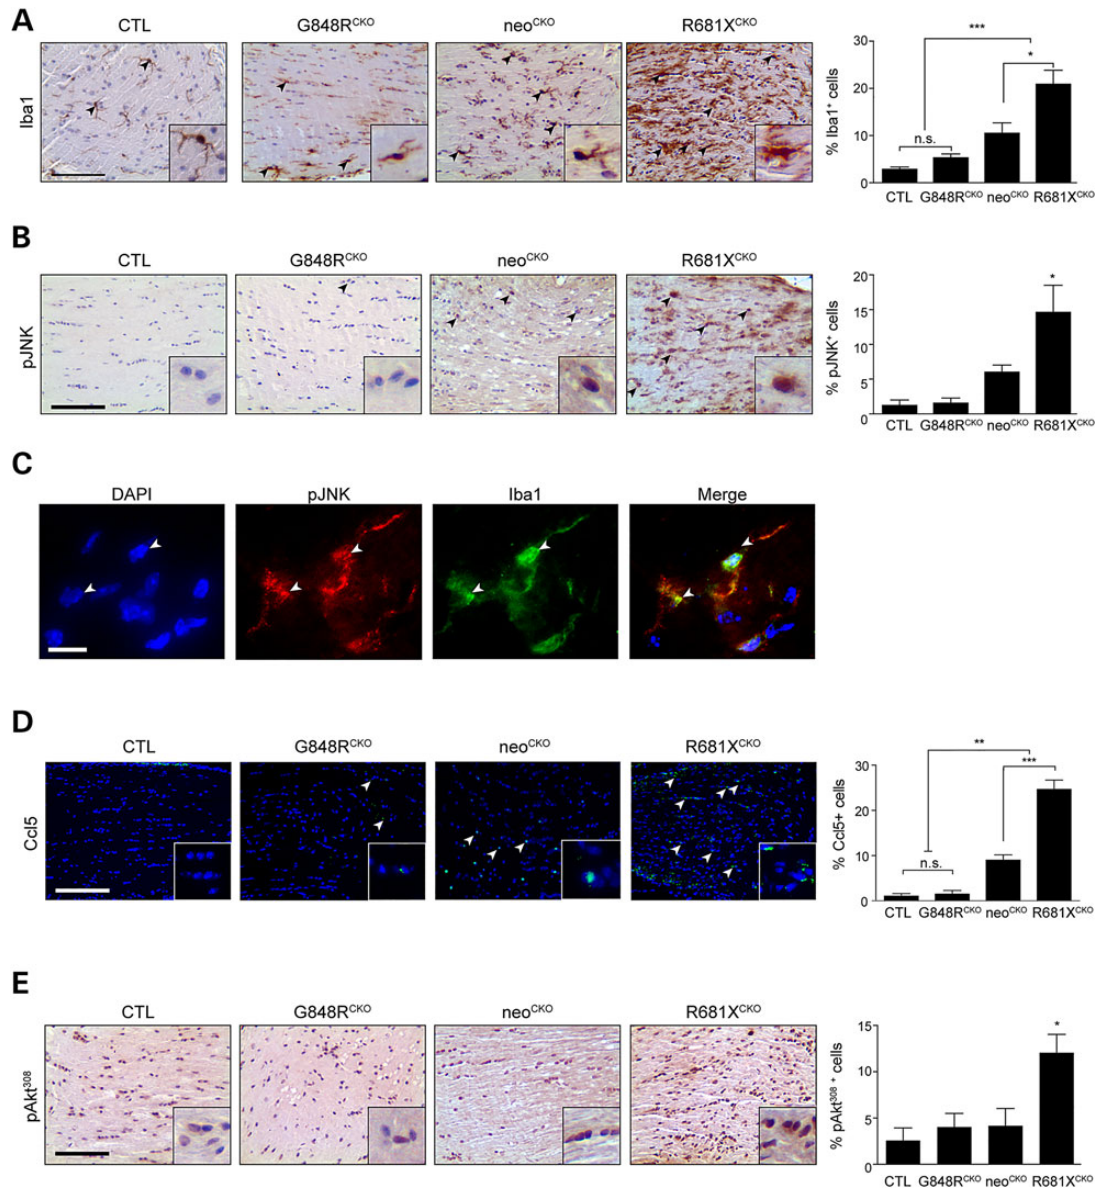 A
CTL
G848R^CKO
neo^CKO
R681X^CKO
Iba1
% Iba1⁺ cells
30
20
10
0
***
*
n.s.
CTL G848R^CKO neo^CKO R681X^CKO
B
CTL
G848R^CKO
neo^CKO
R681X^CKO
pJNK
% pJNK⁺ cells
20
15
10
5
0
*
CTL G848R^CKO neo^CKO R681X^CKO
C
DAPI
pJNK
Iba1
Merge
D
CTL
G848R^CKO
neo^CKO
R681X^CKO
Ccl5
% Ccl5+ cells
30
20
10
0
**
***
n.s.
CTL G848R^CKO neo^CKO R681X^CKO
E
CTL
G848R^CKO
neo^CKO
R681X^CKO
pAkt³⁰⁸
% pAkt³⁰⁸ ⁺ cells
15
10
5
0
*
CTL G848R^CKO neo^CKO R681X^CKO